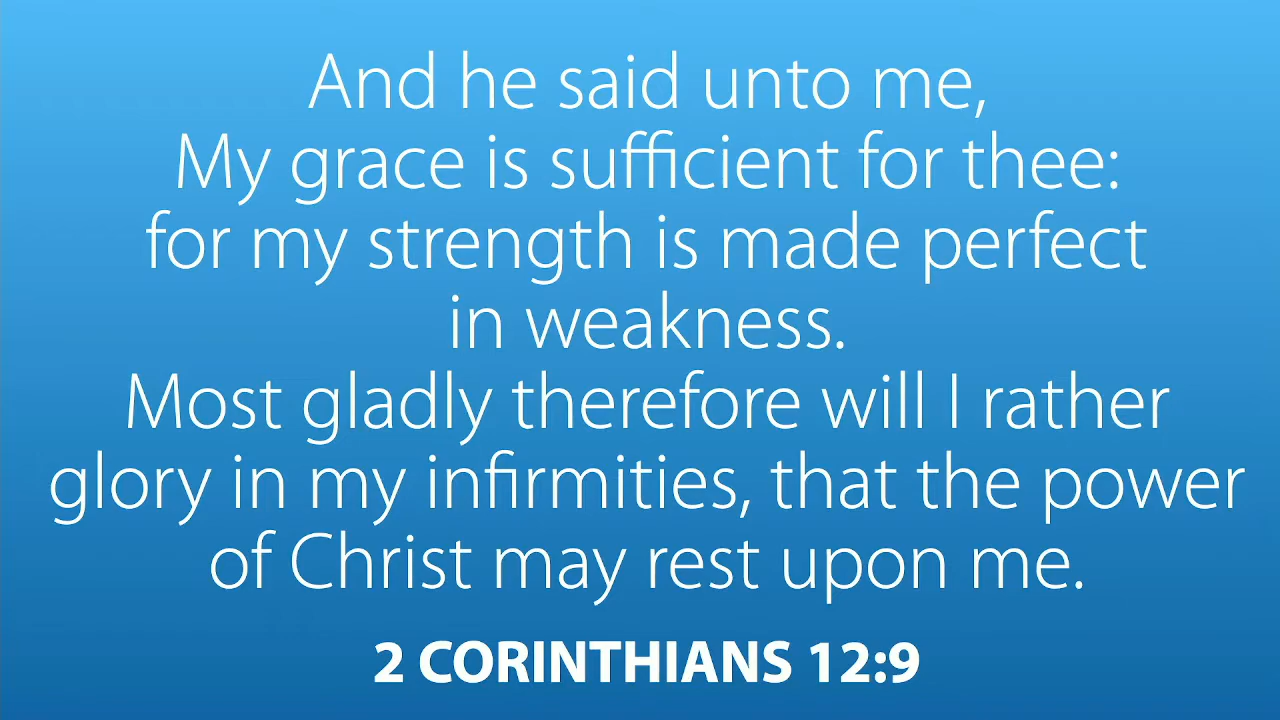 And he said unto me,
My grace is sufficient for thee:
for my strength is made perfect
in weakness.
Most gladly therefore will I rather
glory in my infirmities, that the power
of Christ may rest upon me.
2 CORINTHIANS 12:9